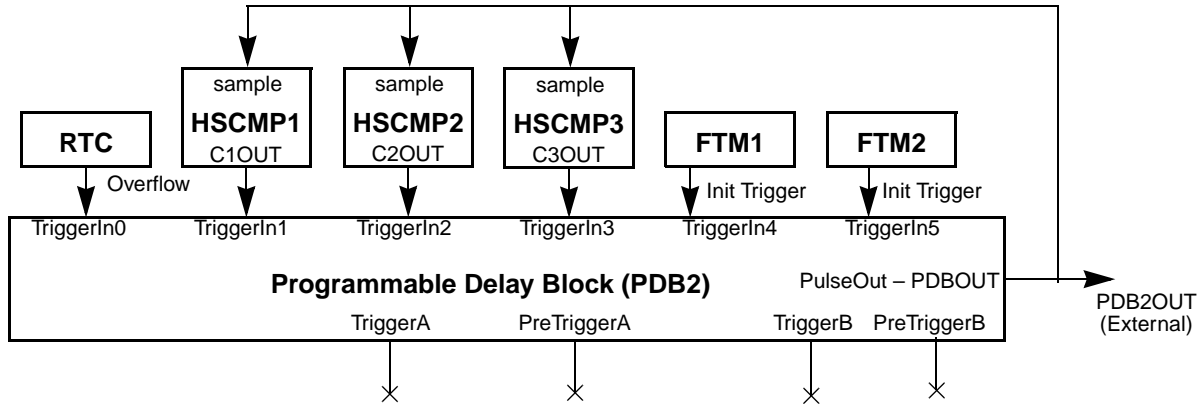 sample
sample
sample
RTC
HSCMP1
HSCMP2
HSCMP3
FTM1
FTM2
C1OUT
C2OUT
C3OUT
Overflow
Init Trigger
Init Trigger
TriggerIn0
TriggerIn1
TriggerIn2
TriggerIn3
TriggerIn4
TriggerIn5
Programmable Delay Block (PDB2)
PulseOut – PDBOUT
PDB2OUT
(External)
TriggerA
PreTriggerA
TriggerB
PreTriggerB